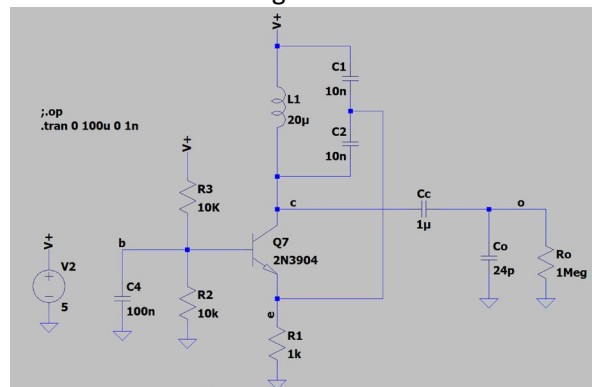 V+
C1
10n
L1
20µ
;.op
.tran 0 100u 0 1n
C2
10n
V+
R3
10K
c
Cc
1µ
o
V+
b
Q7
2N3904
Co
24p
Ro
1Meg
V2
5
C4
100n
R2
10k
e
R1
1k